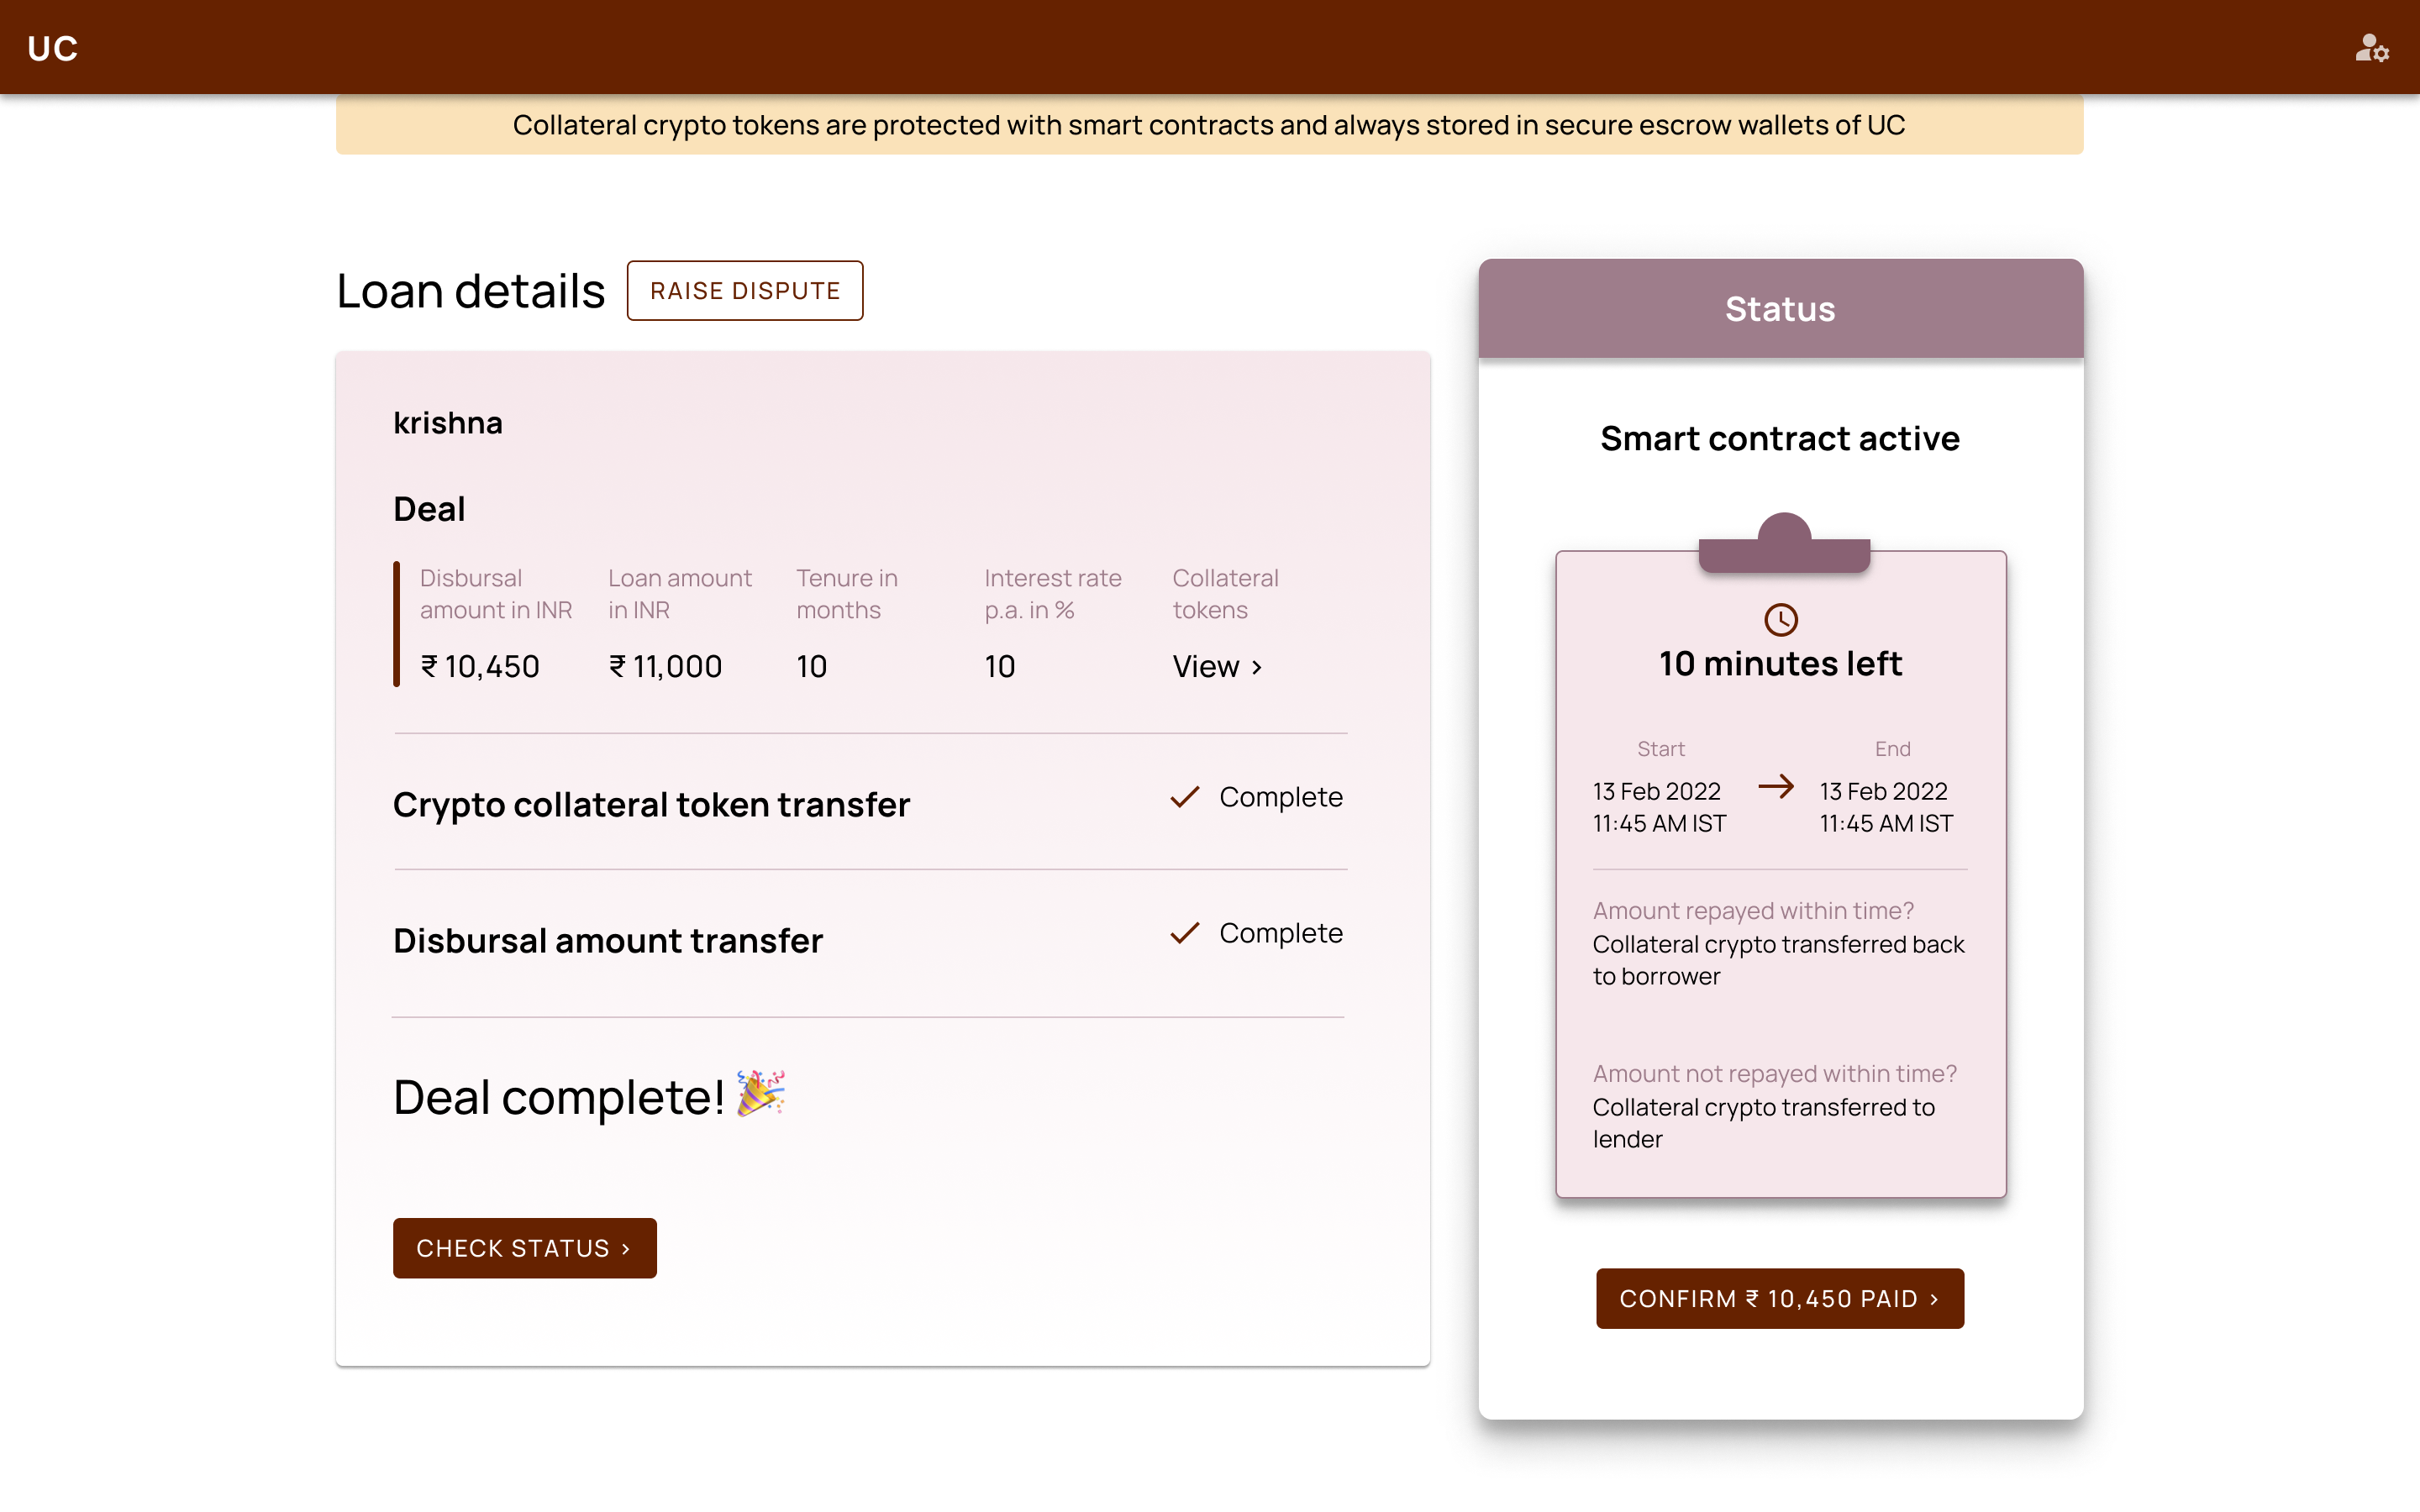 UC
Collateral crypto tokens are protected with smart contracts and always stored in secure escrow wallets of UC
Loan details
RAISE DISPUTE
krishna
Deal
Disbursal
amount in INR
₹ 10,450
Loan amount
in INR
₹ 11,000
Tenure in
months
10
Interest rate
p.a. in %
10
Collateral
tokens
View >
Crypto collateral token transfer
Complete
Disbursal amount transfer
Complete
Deal complete! 🎉
CHECK STATUS >
Status
Smart contract active
10 minutes left
Start
13 Feb 2022
11:45 AM IST
End
13 Feb 2022
11:45 AM IST
Amount repayed within time?
Collateral crypto transferred back
to borrower
Amount not repayed within time?
Collateral crypto transferred to
lender
CONFIRM ₹ 10,450 PAID >